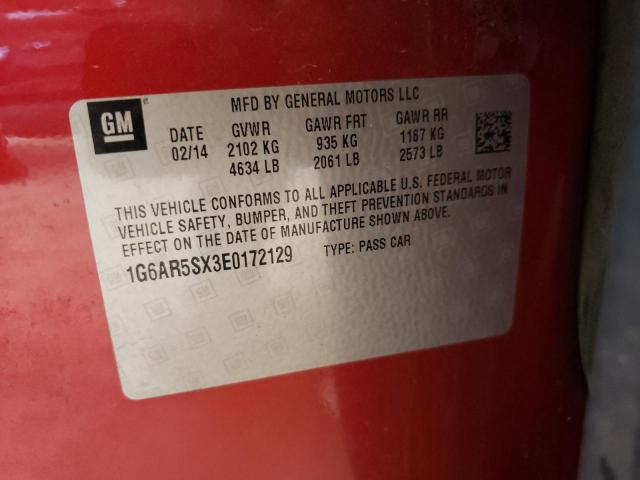 GM
MFD BY GENERAL MOTORS LLC
DATE GVWR GAWR FRT GAWR RR
02/14 2102 KG 935 KG 1167 KG
4634 LB 2061 LB 2573 LB
THIS VEHICLE CONFORMS TO ALL APPLICABLE U.S. FEDERAL MOTOR
VEHICLE SAFETY, BUMPER, AND THEFT PREVENTION STANDARDS IN
EFFECT ON THE DATE OF MANUFACTURE SHOWN ABOVE.
1G6AR5SX3E0172129 TYPE: PASS CAR